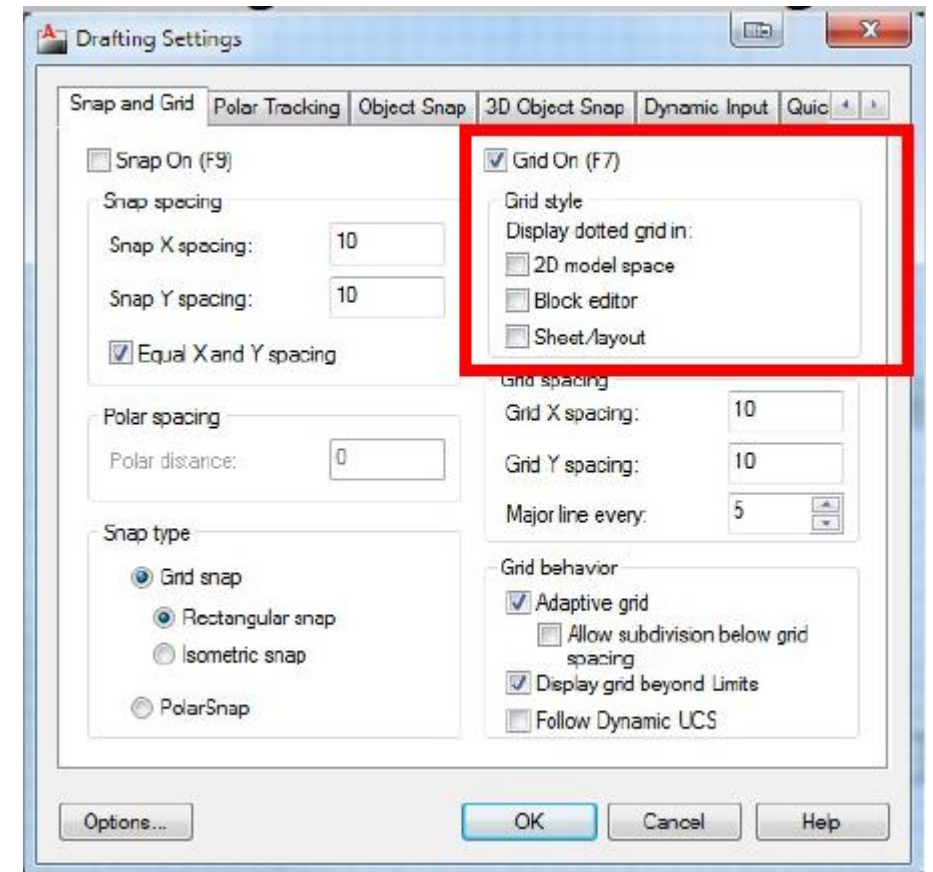 Drafting Settings
Snap and Grid Polar Tracking Object Snap 3D Object Snap Dynamic Input Quic
Snap On (F9)
Snap spacing
Snap X spacing: 10
Snap Y spacing: 10
Equal X and Y spacing
Polar spacing
Polar distance: 0
Snap type
Grid snap
Rectangular snap
Isometric snap
PolarSnap
Grid On (F7)
Grid style
Display dotted grid in:
2D model space
Block editor
Sheet/layout
Grid spacing
Grid X spacing: 10
Grid Y spacing: 10
Major line every: 5
Grid behavior
Adaptive grid
Allow subdivision below grid
spacing
Display grid beyond Limits
Follow Dynamic UCS
Options... OK Cancel Help